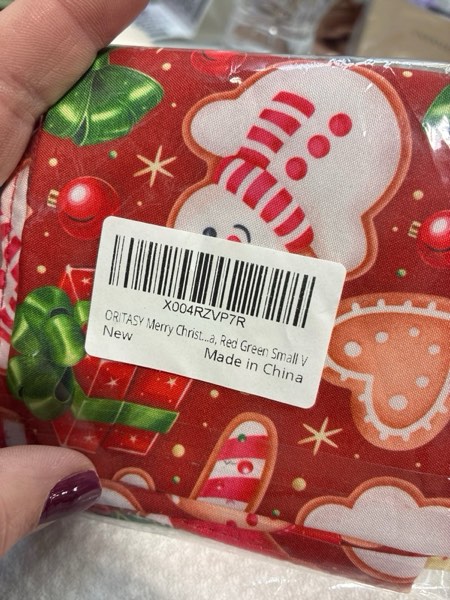 X004RZVP7R
ORITASY Merry Christ...a, Red Green Small V
New
Made in China